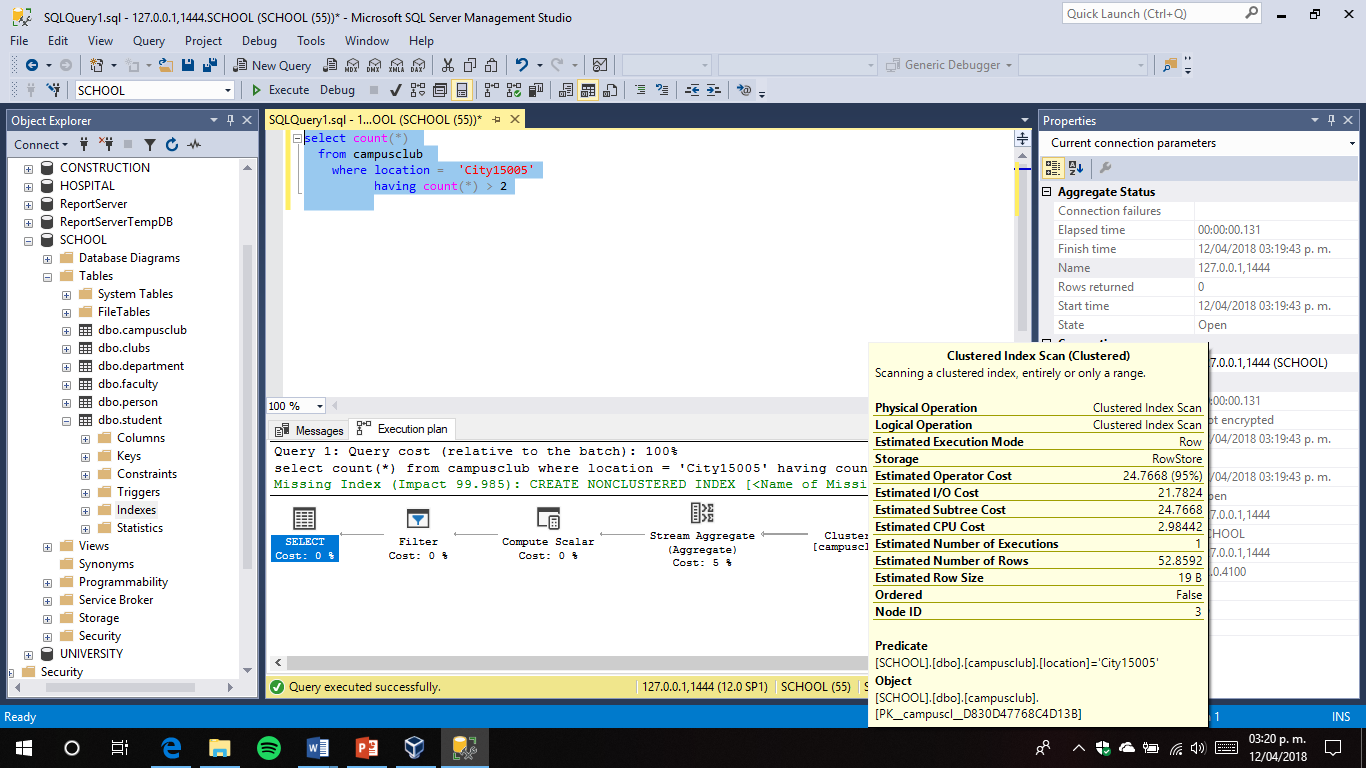 SQLQuery1.sql - 127.0.0.1,1444.SCHOOL (SCHOOL (55))* - Microsoft SQL Server Management Studio
Quick Launch (Ctrl+Q)
File Edit View Query Project Debug Tools Window Help
New Query MDX DMX XMLA DAX Generic Debugger
SCHOOL Execute Debug
Object Explorer
Connect
CONSTRUCTION
HOSPITAL
ReportServer
ReportServerTempDB
SCHOOL
Database Diagrams
Tables
System Tables
FileTables
dbo.campusclub
dbo.clubs
dbo.department
dbo.faculty
dbo.person
dbo.student
Columns
Keys
Constraints
Triggers
Indexes
Statistics
Views
Synonyms
Programmability
Service Broker
Storage
Security
UNIVERSITY
Security
SQLQuery1.sql - 1...OOL (SCHOOL (55))*
select count(*)
from campusclub
where location = 'City15005'
having count(*) > 2
100 %
Messages Execution plan
Query 1: Query cost (relative to the batch): 100%
select count(*) from campusclub where location = 'City15005' having coun
Missing Index (Impact 99.985): CREATE NONCLUSTERED INDEX [<Name of Missi
SELECT
Cost: 0 %
Filter
Cost: 0 %
Compute Scalar
Cost: 0 %
Stream Aggregate
(Aggregate)
Cost: 5 %
Cluster
[campuscl
Query executed successfully. 127.0.0.1,1444 (12.0 SP1) SCHOOL (55) S
Properties
Current connection parameters
Aggregate Status
Connection failures
Elapsed time 00:00:00.131
Finish time 12/04/2018 03:19:43 p. m.
Name 127.0.0.1,1444
Rows returned 0
Start time 12/04/2018 03:19:43 p. m.
State Open
27.0.0.1,1444 (SCHOOL)
:00:00.131
ot encrypted
/04/2018 03:19:43 p. m.
/04/2018 03:19:43 p. m.
pen
27.0.0.1,1444
CHOOL
27.0.0.1,1444
.0.4100
Clustered Index Scan (Clustered)
Scanning a clustered index, entirely or only a range.
Physical Operation Clustered Index Scan
Logical Operation Clustered Index Scan
Estimated Execution Mode Row
Storage RowStore
Estimated Operator Cost 24.7668 (95%)
Estimated I/O Cost 21.7824
Estimated Subtree Cost 24.7668
Estimated CPU Cost 2.98442
Estimated Number of Executions 1
Estimated Number of Rows 52.8592
Estimated Row Size 19 B
Ordered False
Node ID 3
Predicate
[SCHOOL].[dbo].[campusclub].[location]='City15005'
Object
[SCHOOL].[dbo].[campusclub].
[PK__campuscl__D830D47768C4D13B]
Ready 1 INS
03:20 p. m.
12/04/2018